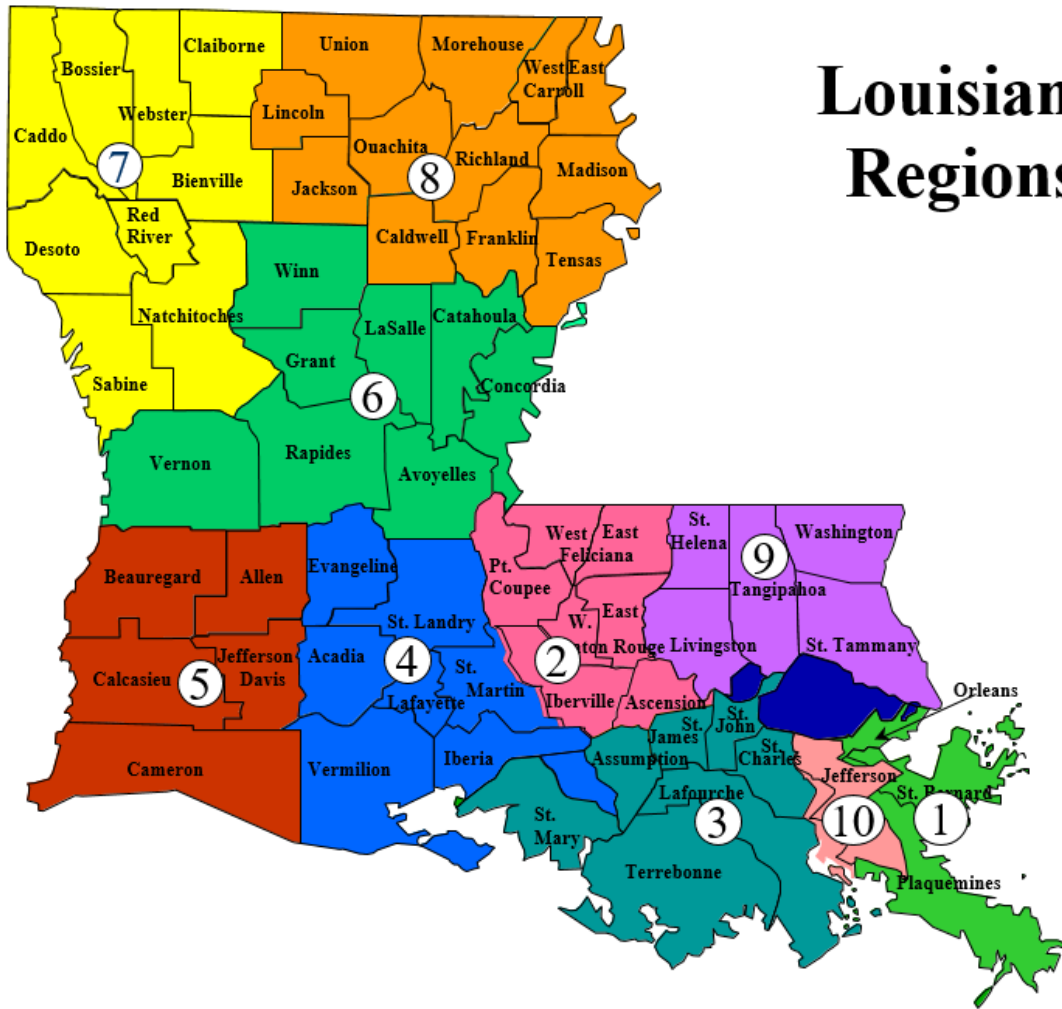 Louisian
Regions
Claiborne
Union
Morehouse
Bossier
West East
Carroll
Webster
Lincoln
Caddo
Ouachita
7
8
Richland
Madison
Bienville
Jackson
Red
River
Desoto
Caldwell
Franklin
Tensas
Winn
Natchitoches
LaSalle
Catahoula
Grant
Sabine
6
Concordia
Vernon
Rapides
Avoyelles
St.
Helena
Washington
West
Feliciana
East
9
Evangeline
Pt.
Coupee
Beauregard
Allen
Tangipahoa
W.
East
Rouge
St. Landry
Livingston
St. Tammany
Acadia
4
2
Calcasieu
5
Jefferson
Davis
St.
Martin
Lafayette
Iberville
Ascension
Orleans
St.
James
St.
John
St.
Charles
Cameron
Vermilion
Iberia
Assumption
Jefferson
Lafourche
St. Bernard
St.
Mary
3
10
1
Terrebonne
Plaquemines